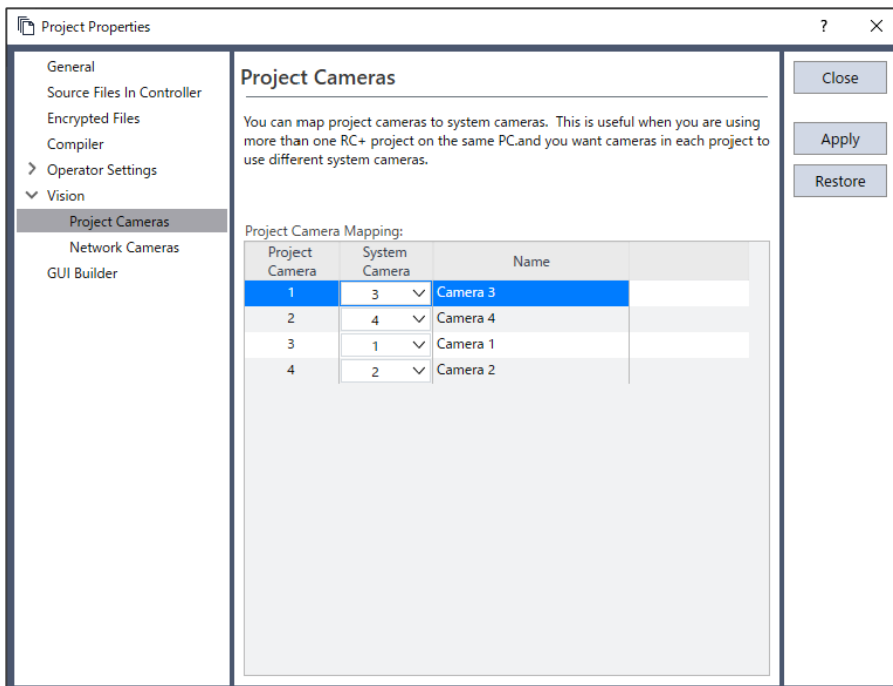 Project Properties
? ×
General
Source Files In Controller
Encrypted Files
Compiler
Operator Settings
Vision
Project Cameras
Network Cameras
GUI Builder
Project Cameras
You can map project cameras to system cameras.  This is useful when you are using
more than one RC+ project on the same PC.and you want cameras in each project to
use different system cameras.
Project Camera Mapping:
Project Camera System Camera Name
1 3 Camera 3
2 4 Camera 4
3 1 Camera 1
4 2 Camera 2
Close
Apply
Restore